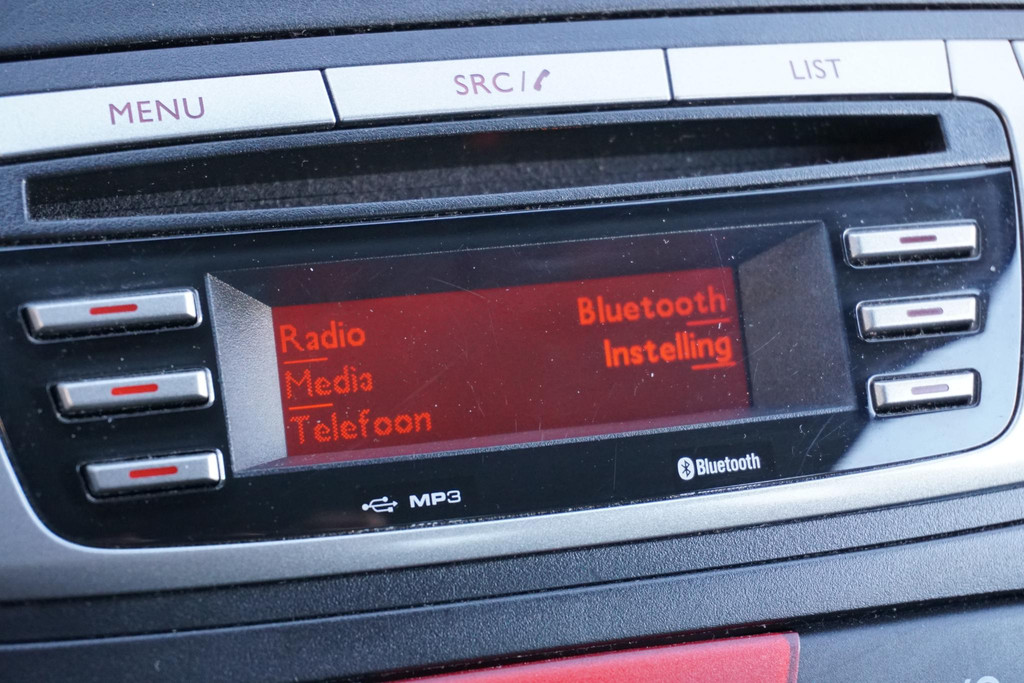 MENU
SRC/
LIST
Radio
Bluetooth
Media
Instelling
Telefoon
MP3
Bluetooth